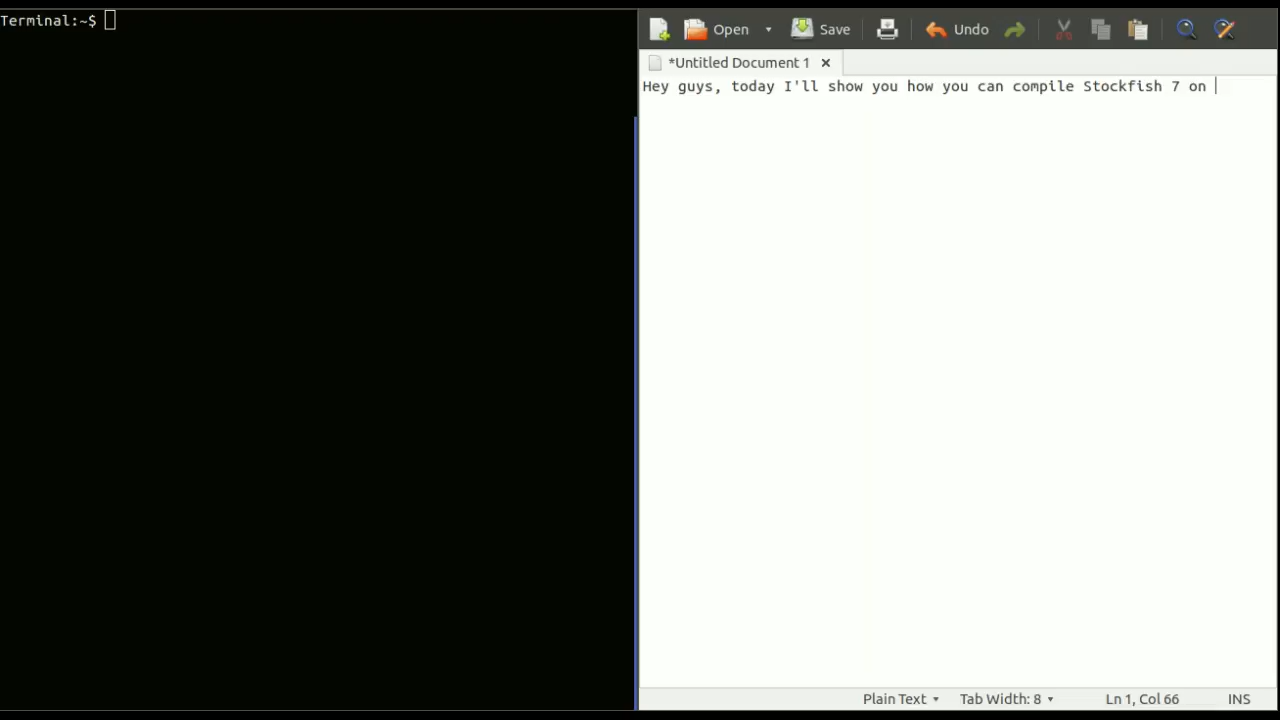 Terminal:~$
Open Save Undo
*Untitled Document 1
Hey guys, today I'll show you how you can compile Stockfish 7 on
Plain Text Tab Width: 8 Ln 1, Col 66 INS